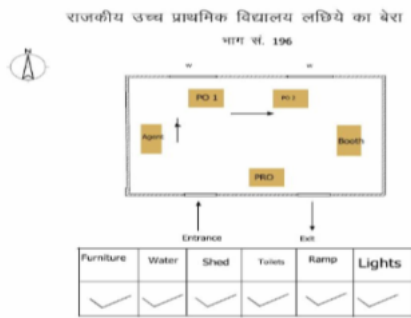 राजकीय उच्च प्राथमिक विद्यालय लछिये का बेरा
भाग सं. 196
N
W W
PO 1 PO 2
Agent Booth
PRO
Entrance Exit
Furniture Water Shed Toilets Ramp Lights